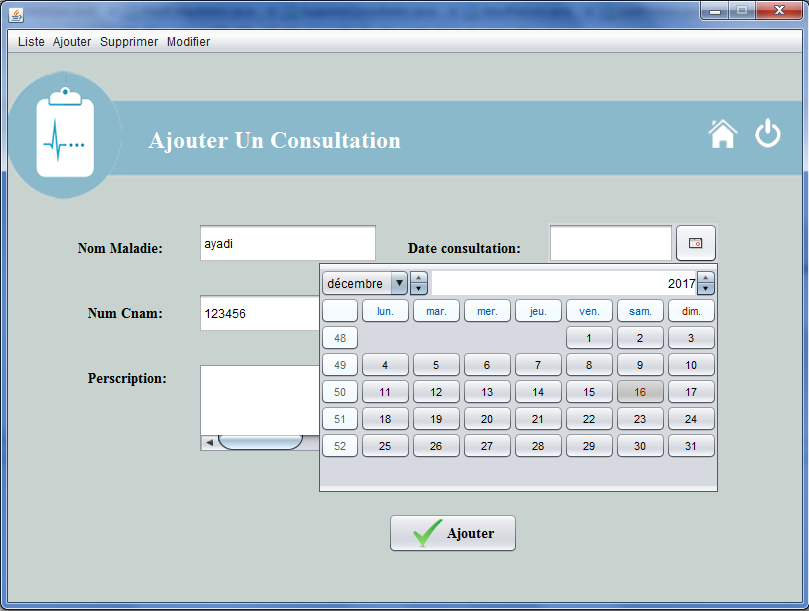 Liste Ajouter Supprimer Modifier
Ajouter Un Consultation
Nom Maladie: ayadi Date consultation:
décembre 2017
Num Cnam: 123456
lun. mar. mer. jeu. ven. sam. dim.
48 1 2 3
49 4 5 6 7 8 9 10
Perscription:
50 11 12 13 14 15 16 17
51 18 19 20 21 22 23 24
52 25 26 27 28 29 30 31
Ajouter